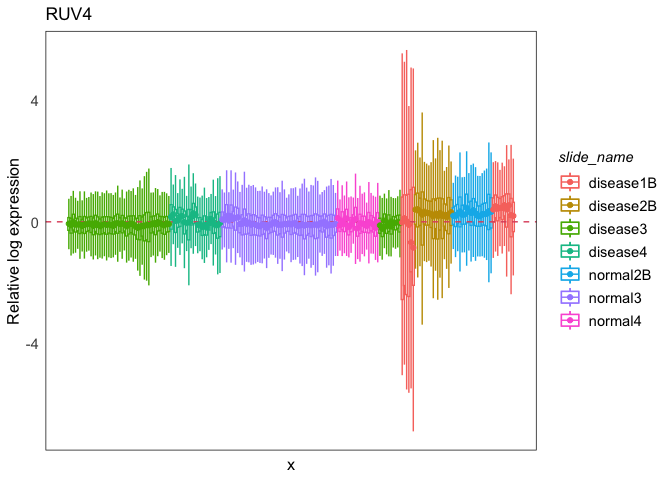 RUV4
Relative log expression
4
0
-4
x
slide_name
disease1B
disease2B
disease3
disease4
normal2B
normal3
normal4